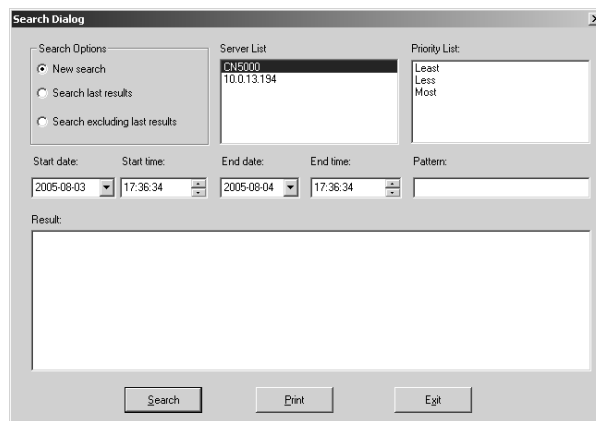 Search Dialog
Search Options
New search
Search last results
Search excluding last results
Server List
CN5000
10.0.13.194
Priority List:
Least
Less
Most
Start date:
2005-08-03
Start time:
17:36:34
End date:
2005-08-04
End time:
17:36:34
Pattern:
Result:
Search
Print
Exit